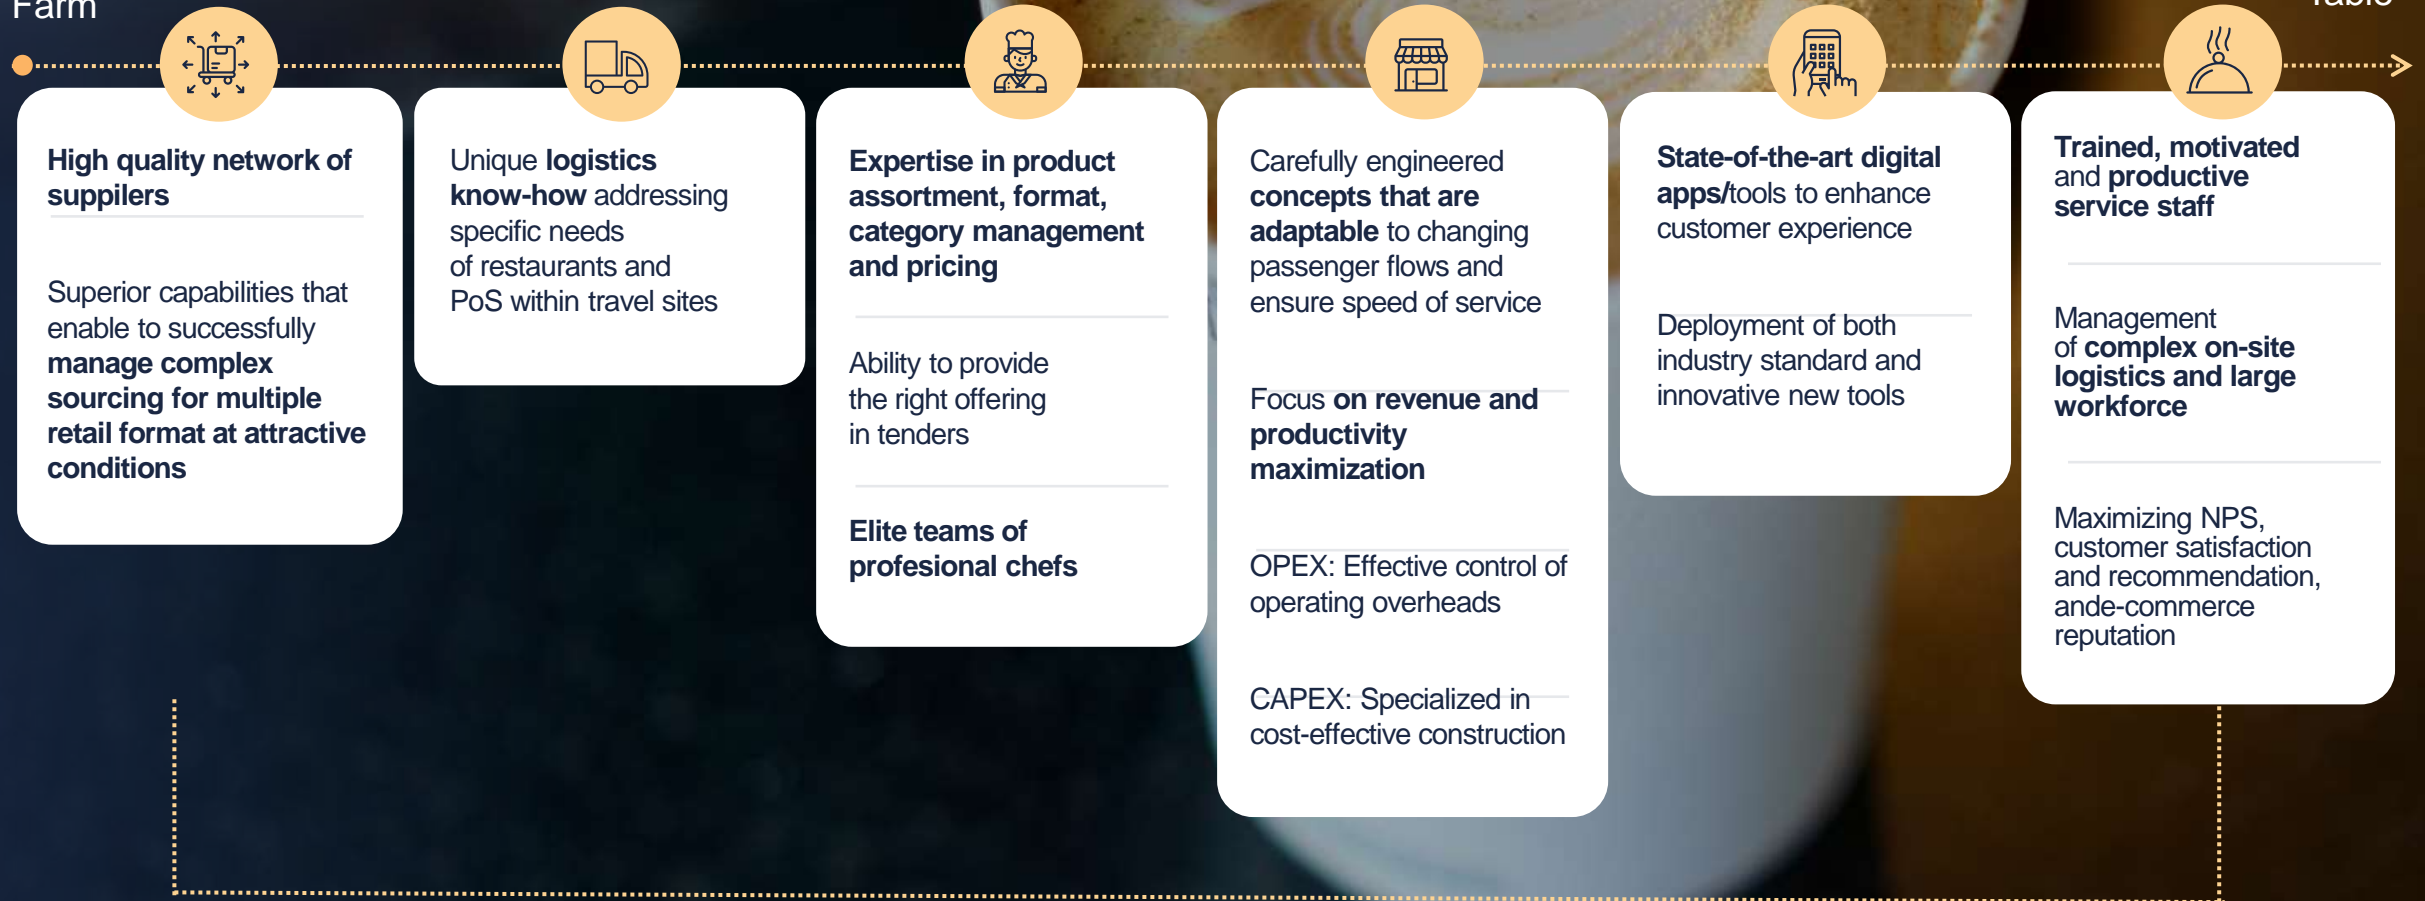 Farm
Table
High quality network of
suppilers
Superior capabilities that
enable to successfully
manage complex
sourcing for multiple
retail format at attractive
conditions
Unique logistics
know-how addressing
specific needs
of restaurants and
PoS within travel sites
Expertise in product
assortment, format,
category management
and pricing
Ability to provide
the right offering
in tenders
Elite teams of
profesional chefs
Carefully engineered
concepts that are
adaptable to changing
passenger flows and
ensure speed of service
Focus on revenue and
productivity
maximization
OPEX: Effective control of
operating overheads
CAPEX: Specialized in
cost-effective construction
State-of-the-art digital
apps/tools to enhance
customer experience
Deployment of both
industry standard and
innovative new tools
Trained, motivated
and productive
service staff
Management
of complex on-site
logistics and large
workforce
Maximizing NPS,
customer satisfaction
and recommendation,
ande-commerce
reputation